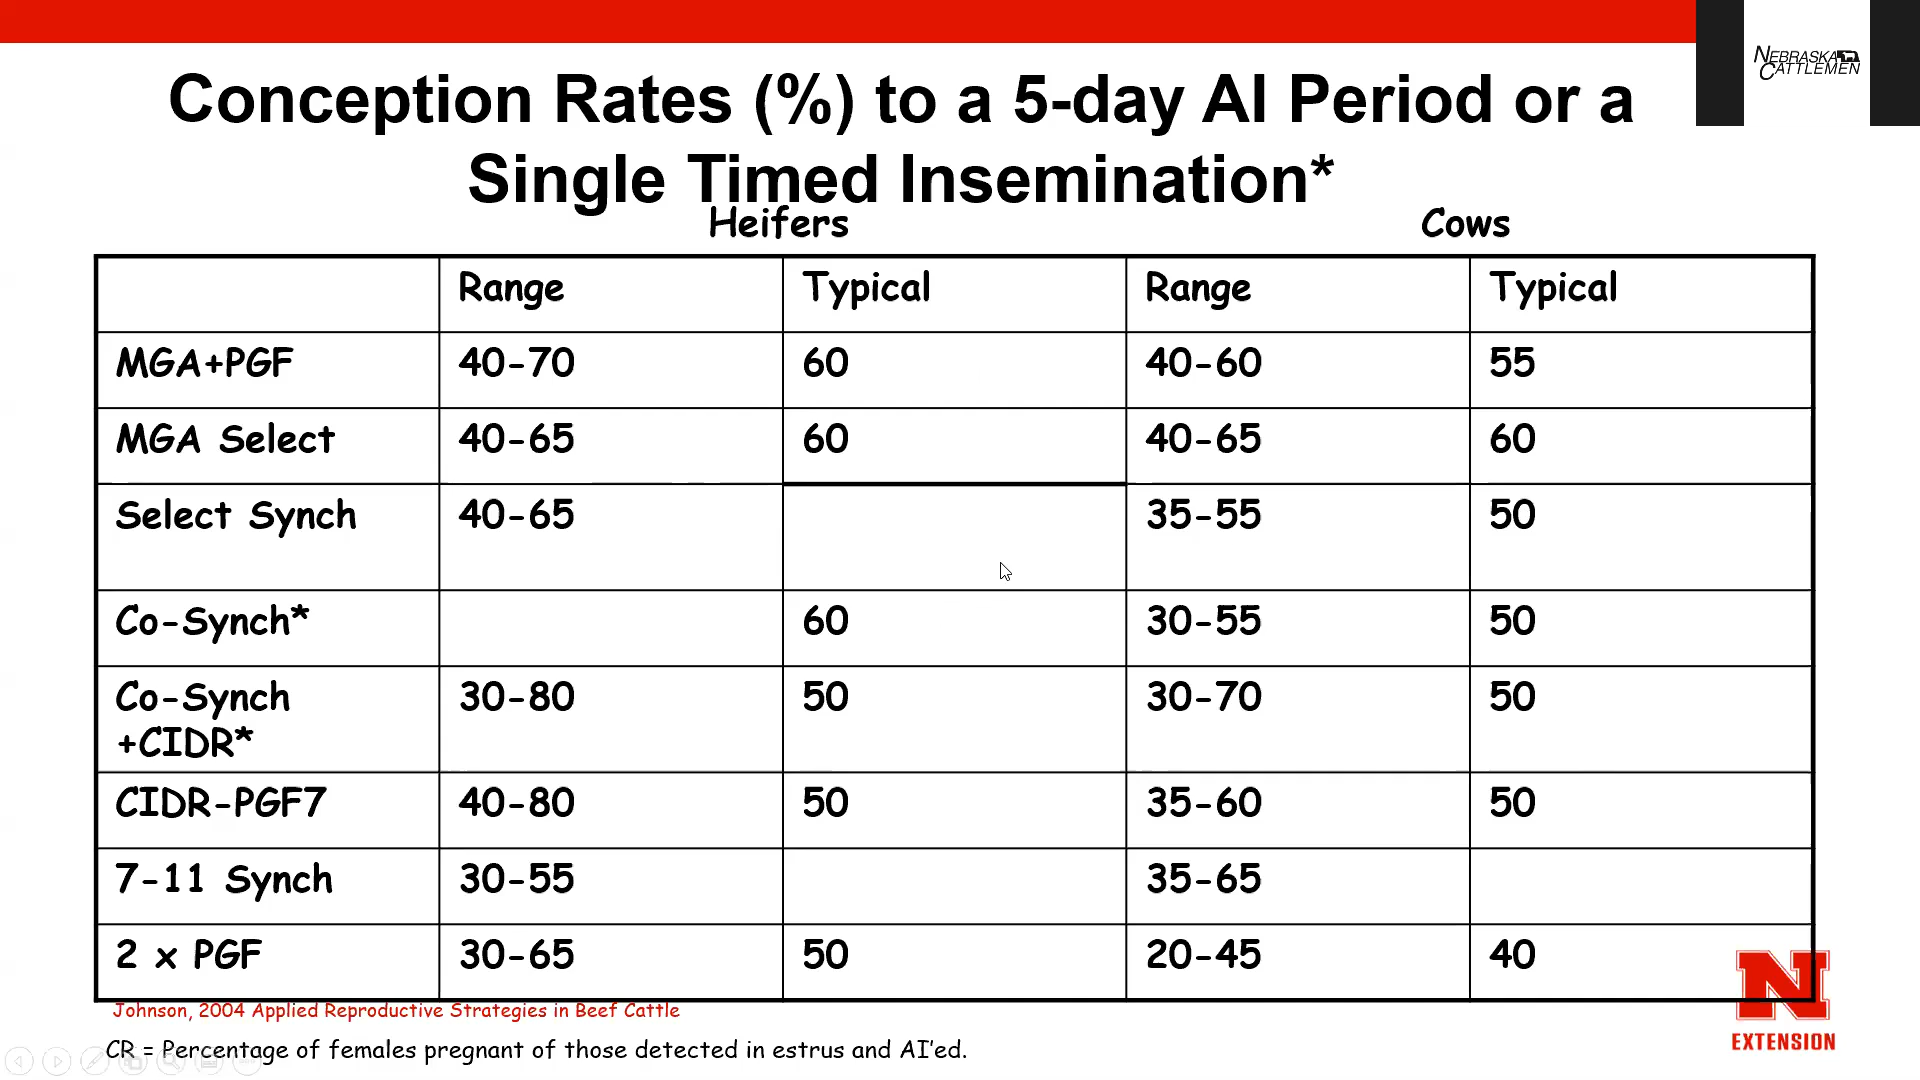 NEBRASKA
CATTLEMEN
Conception Rates (%) to a 5-day AI Period or a
Single Timed Insemination*
Heifers Cows
Range Typical Range Typical
MGA+PGF 40-70 60 40-60 55
MGA Select 40-65 60 40-65 60
Select Synch 40-65 35-55 50
Co-Synch* 60 30-55 50
Co-Synch 30-80 50 30-70 50
+CIDR*
CIDR-PGF7 40-80 50 35-60 50
7-11 Synch 30-55 35-65
2 x PGF 30-65 50 20-45 40
Johnson, 2004 Applied Reproductive Strategies in Beef Cattle
N
EXTENSION
CR = Percentage of females pregnant of those detected in estrus and AI'ed.